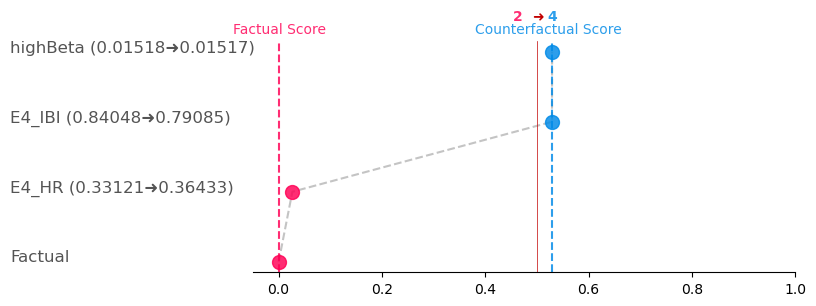 2 ➜ 4
Factual Score Counterfactual Score
highBeta (0.01518➜0.01517)
E4_IBI (0.84048➜0.79085)
E4_HR (0.33121➜0.36433)
Factual
0.0 0.2 0.4 0.6 0.8 1.0